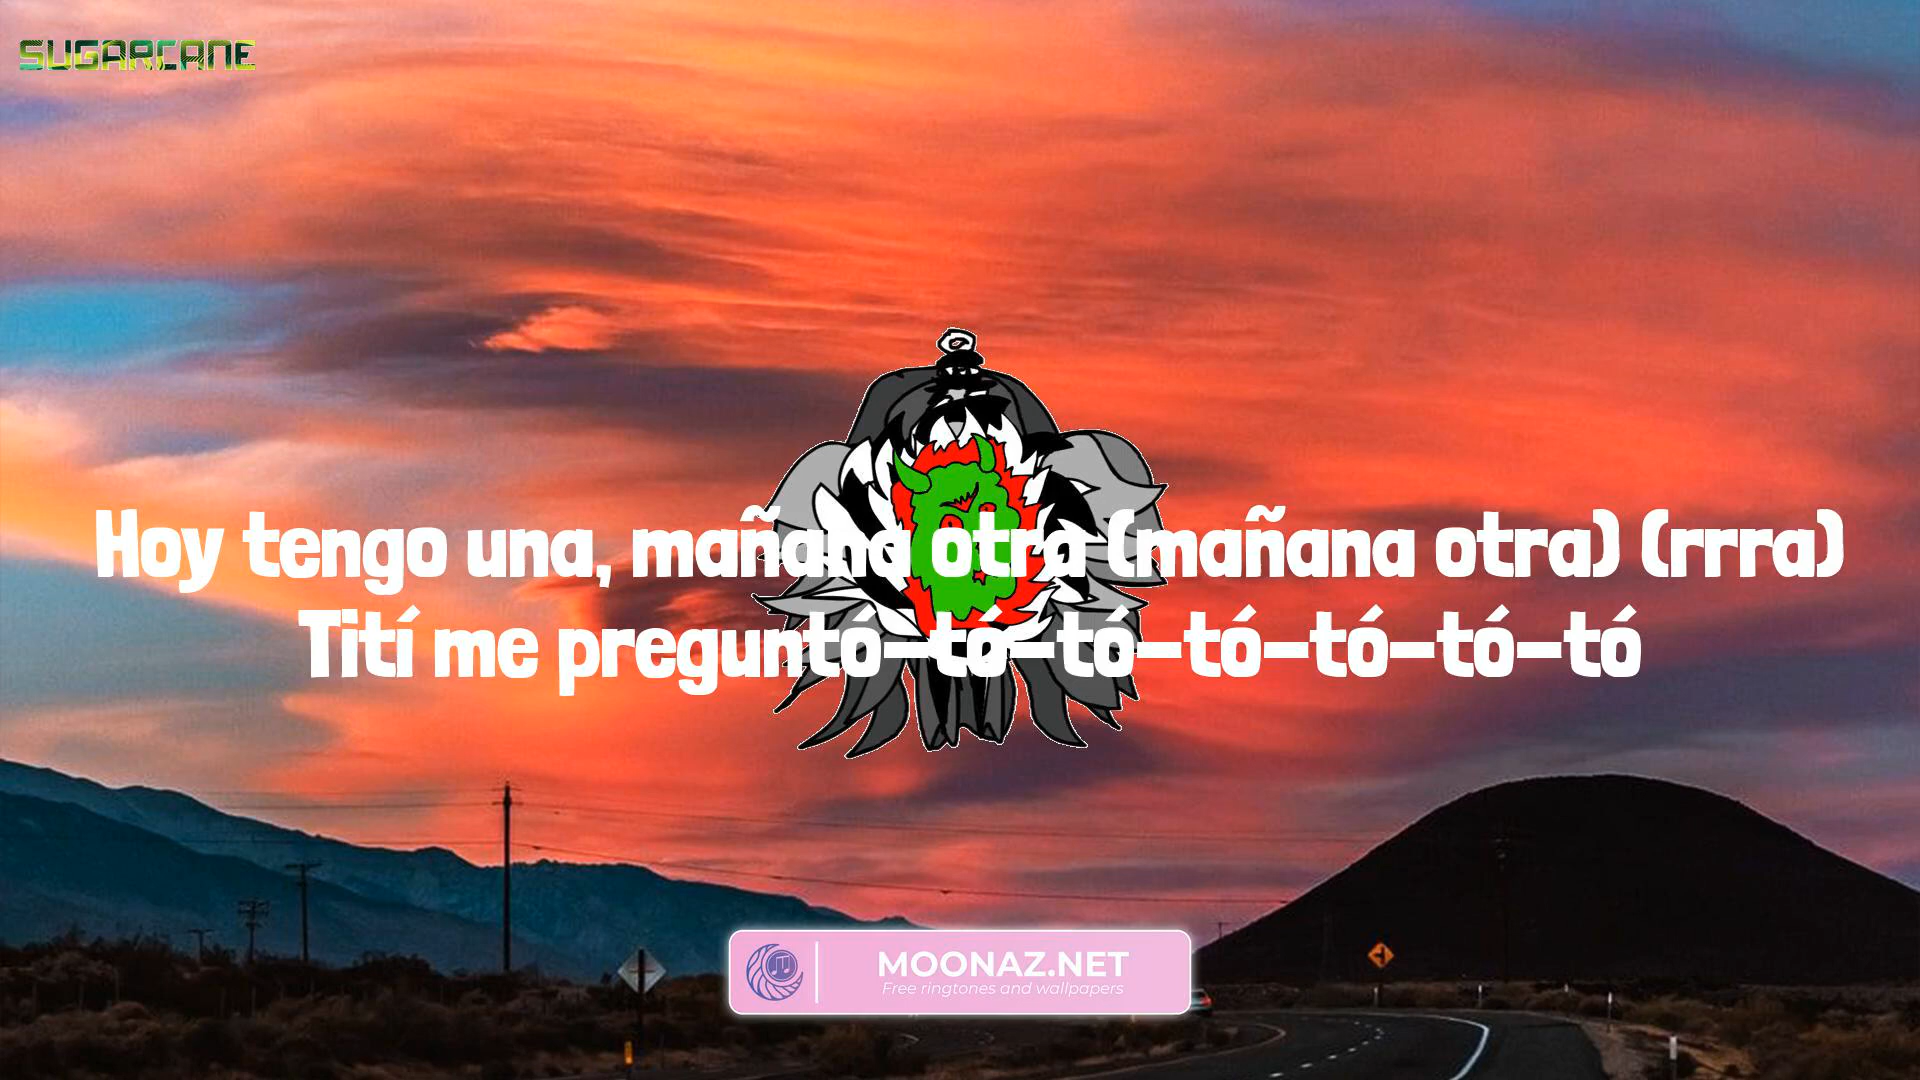 SUGARCANE
Hoy tengo una, mañana otra (mañana otra) (rrra)
Tití me preguntó-tó-tó-tó-tó-tó-tó
MOONAZ.NET
Free ringtones and wallpapers